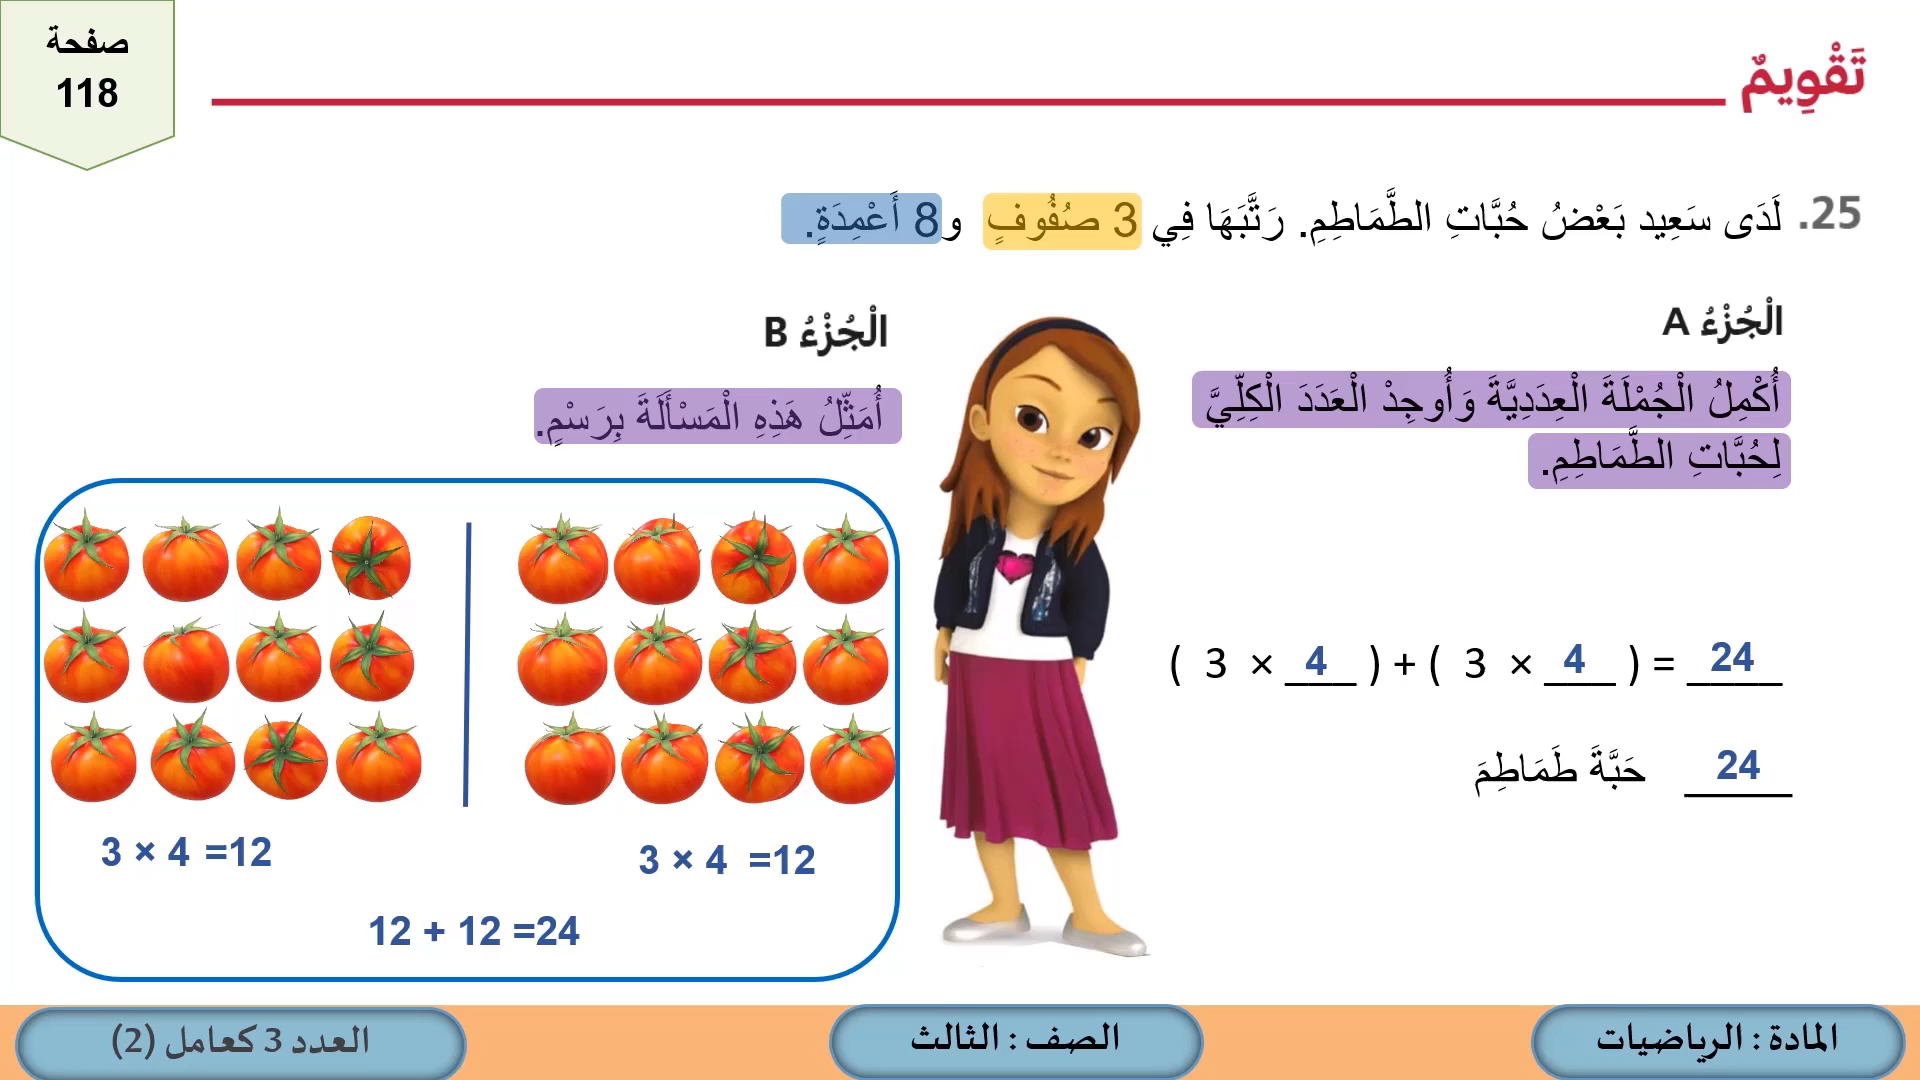 صفحة
118
تَقْوِيمٌ
25. لَدَى سَعِيد بَعْضُ حُبَّاتِ الطَّمَاطِمِ. رَتَّبَهَا فِي 3 صُفُوفٍ و8 أَعْمِدَةٍ.
الْجُزْءُ A
أُكْمِلُ الْجُمْلَةَ الْعِدَدِيَّةَ وَأُوجِدْ الْعَدَدَ الْكِلِّيَّ
لِحُبَّاتِ الطَّمَاطِمِ.
( 3 × 4 ) + ( 3 × 4 ) = 24
24 حَبَّةَ طَمَاطِمَ
الْجُزْءُ B
أُمَثِّلُ هَذِهِ الْمَسْأَلَةَ بِرَسْمٍ.
3 × 4 =12
3 × 4 =12
12 + 12 =24
المادة : الرياضيات
الصف : الثالث
العدد 3 كعامل (2)